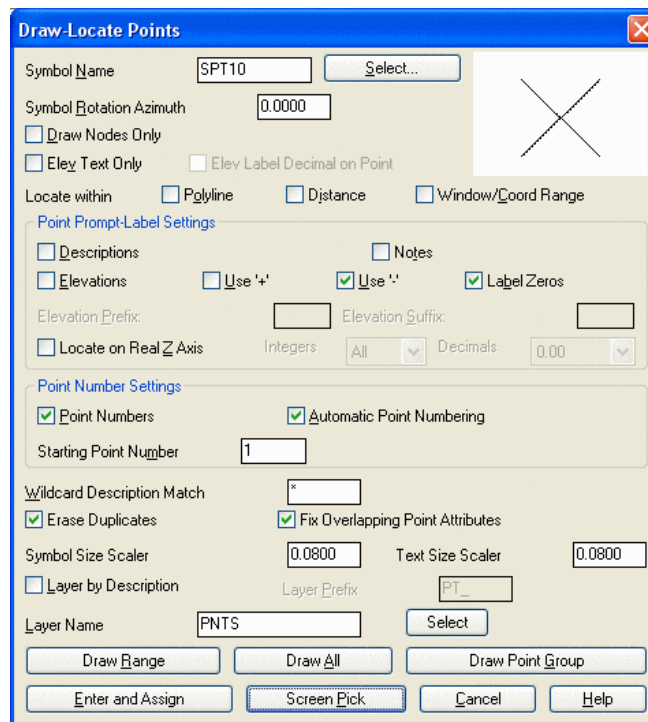 Draw-Locate Points
Symbol Name SPT10 Select...
Symbol Rotation Azimuth 0.0000
Draw Nodes Only
Elev Text Only Elev Label Decimal on Point
Locate within Polyline Distance Window/Coord Range
Point Prompt-Label Settings
Descriptions Notes
Elevations Use '+' Use '-' Label Zeros
Elevation Prefix: Elevation Suffix:
Locate on Real Z Axis Integers All Decimals 0.00
Point Number Settings
Point Numbers Automatic Point Numbering
Starting Point Number 1
Wildcard Description Match *
Erase Duplicates Fix Overlapping Point Attributes
Symbol Size Scaler 0.0800 Text Size Scaler 0.0800
Layer by Description Layer Prefix PT_
Layer Name PNTS Select
Draw Range Draw All Draw Point Group
Enter and Assign Screen Pick Cancel Help